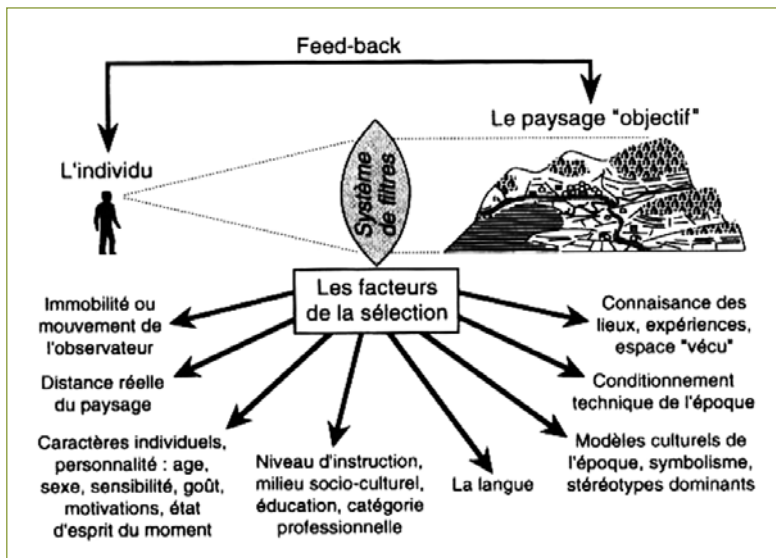 Feed-back
Le paysage "objectif"
L'individu
Système
de filtres
Les facteurs
de la sélection
Immobilité ou
mouvement de
l'observateur
Distance réelle
du paysage
Caractères individuels,
personnalité : age,
sexe, sensibilité, goût,
motivations, état
d'esprit du moment
Niveau d'instruction,
milieu socio-culturel,
éducation, catégorie
professionnelle
La langue
Connaisance des
lieux, expériences,
espace "vécu"
Conditionnement
technique de l'époque
Modèles culturels de
l'époque, symbolisme,
stéréotypes dominants